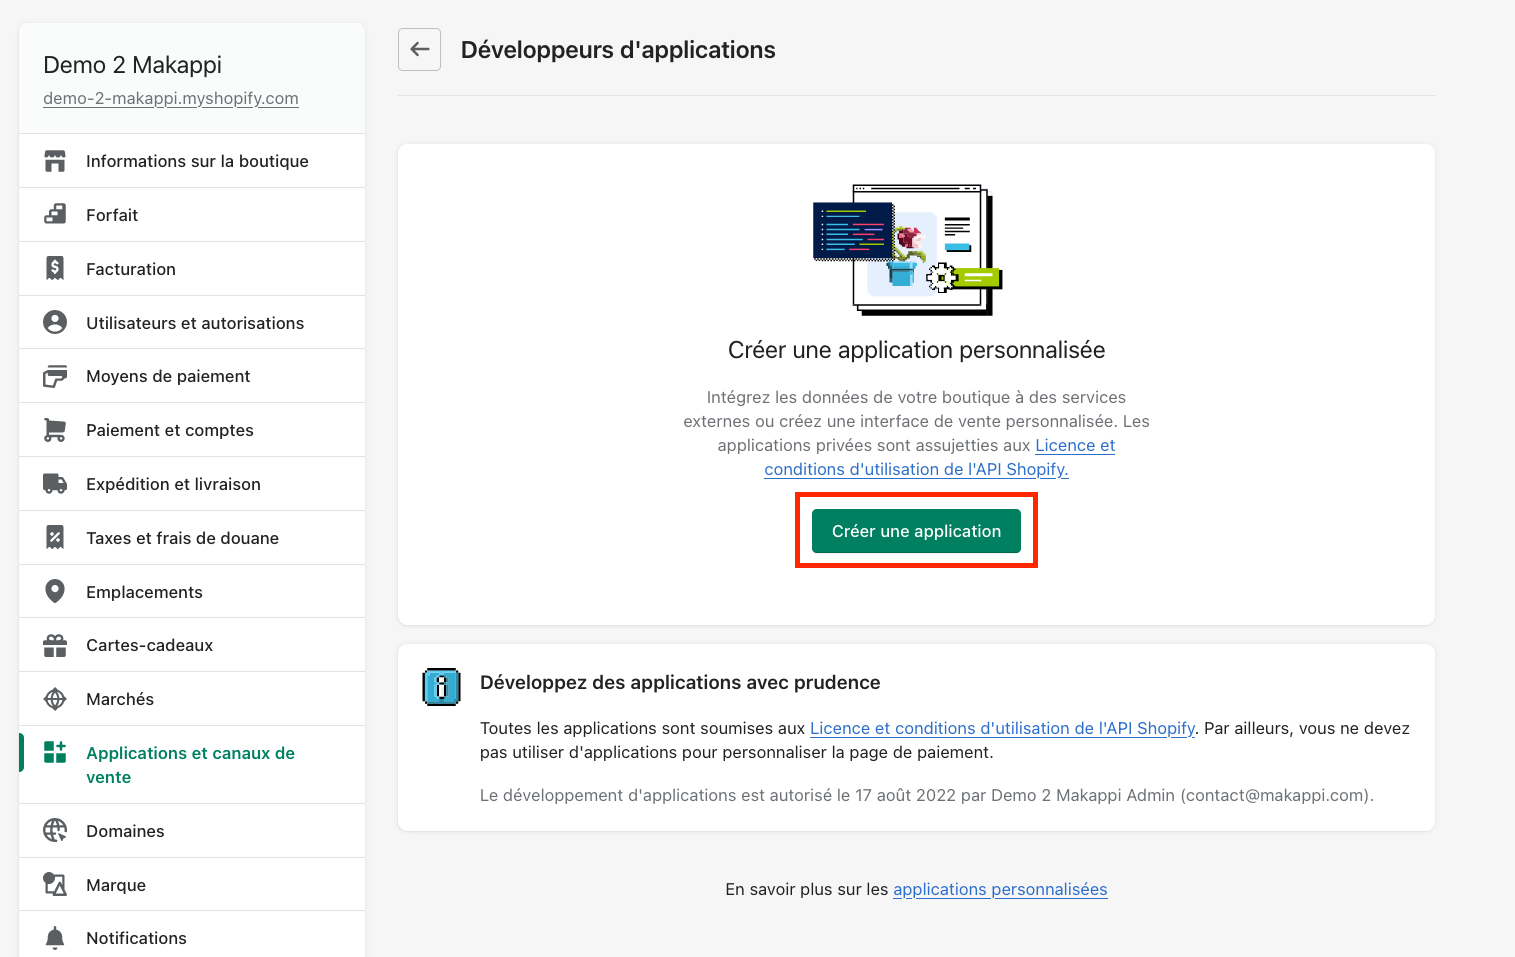 Demo 2 Makappi
demo-2-makappi.myshopify.com
Informations sur la boutique
Forfait
Facturation
Utilisateurs et autorisations
Moyens de paiement
Paiement et comptes
Expédition et livraison
Taxes et frais de douane
Emplacements
Cartes-cadeaux
Marchés
Applications et canaux de
vente
Domaines
Marque
Notifications
Développeurs d'applications
Créer une application personnalisée
Intégrez les données de votre boutique à des services
externes ou créez une interface de vente personnalisée. Les
applications privées sont assujetties aux Licence et
conditions d'utilisation de l'API Shopify.
Créer une application
Développez des applications avec prudence
Toutes les applications sont soumises aux Licence et conditions d'utilisation de l'API Shopify. Par ailleurs, vous ne devez
pas utiliser d'applications pour personnaliser la page de paiement.
Le développement d'applications est autorisé le 17 août 2022 par Demo 2 Makappi Admin (contact@makappi.com).
En savoir plus sur les applications personnalisées